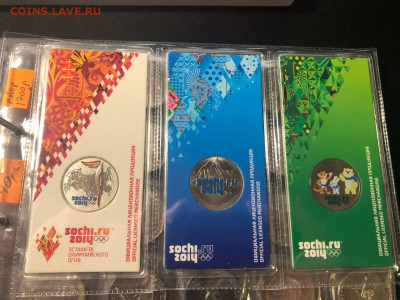 COINS.LAVE.RU
1700р
sochi.ru
2014
ЭСТАФЕТА
ОЛИМПИЙСКОГО
ОГНЯ
ОФИЦИАЛЬНАЯ ЛИЦЕНЗИОННАЯ ПРОДУКЦИЯ
OFFICIAL LICENSED MERCHANDISE
sochi.ru
2014
ОФИЦИАЛЬНАЯ ЛИЦЕНЗИОННАЯ ПРОДУКЦИЯ
OFFICIAL LICENSED MERCHANDISE
sochi.ru
2014
ОФИЦИАЛЬНАЯ ЛИЦЕНЗИОННАЯ ПРОДУКЦИЯ
OFFICIAL LICENSED MERCHANDISE